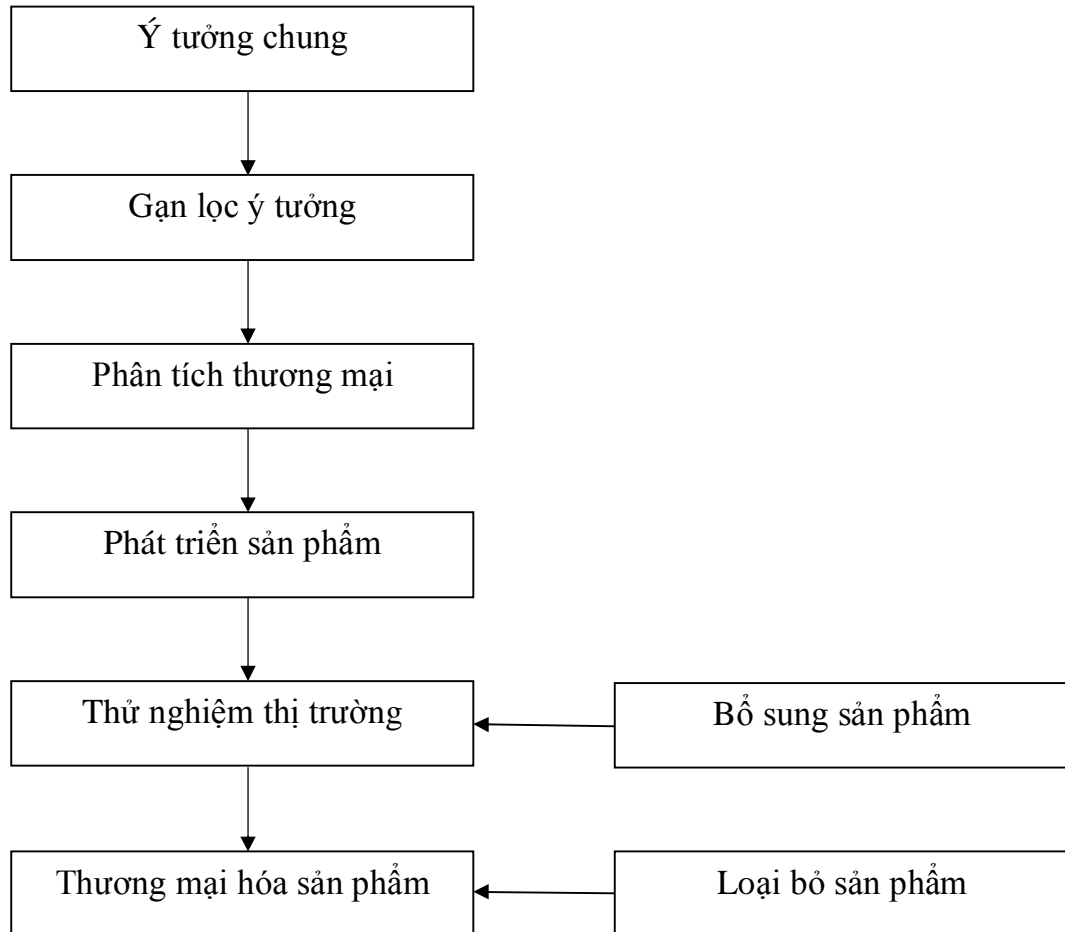 Ý tưởng chung
Gạn lọc ý tưởng
Phân tích thương mại
Phát triển sản phẩm
Thử nghiệm thị trường
Bổ sung sản phẩm
Thương mại hóa sản phẩm
Loại bỏ sản phẩm